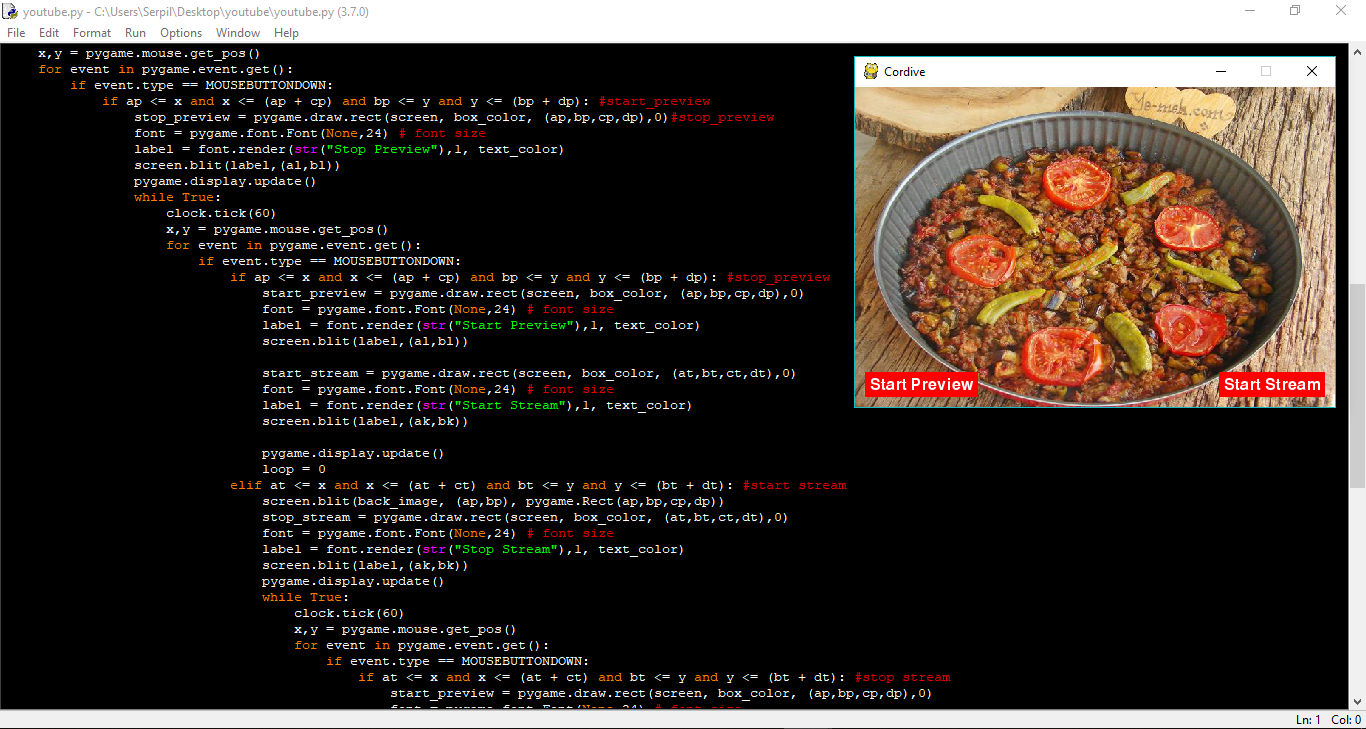 youtube.py - C:\Users\Serpil\Desktop\youtube\youtube.py (3.7.0)
File Edit Format Run Options Window Help
x,y = pygame.mouse.get_pos()
for event in pygame.event.get():
if event.type == MOUSEBUTTONDOWN:
if ap <= x and x <= (ap + cp) and bp <= y and y <= (bp + dp): #start_preview
stop_preview = pygame.draw.rect(screen, box_color, (ap,bp,cp,dp),0)#stop_preview
font = pygame.font.Font(None,24) # font size
label = font.render(str("Stop Preview"),1, text_color)
screen.blit(label,(al,bl))
pygame.display.update()
while True:
clock.tick(60)
x,y = pygame.mouse.get_pos()
for event in pygame.event.get():
if event.type == MOUSEBUTTONDOWN:
if ap <= x and x <= (ap + cp) and bp <= y and y <= (bp + dp): #stop_preview
start_preview = pygame.draw.rect(screen, box_color, (ap,bp,cp,dp),0)
font = pygame.font.Font(None,24) # font size
label = font.render(str("Start Preview"),1, text_color)
screen.blit(label,(al,bl))
start_stream = pygame.draw.rect(screen, box_color, (at,bt,ct,dt),0)
font = pygame.font.Font(None,24) # font size
label = font.render(str("Start Stream"),1, text_color)
screen.blit(label,(ak,bk))
pygame.display.update()
loop = 0
elif at <= x and x <= (at + ct) and bt <= y and y <= (bt + dt): #start stream
screen.blit(back_image, (ap,bp), pygame.Rect(ap,bp,cp,dp))
stop_stream = pygame.draw.rect(screen, box_color, (at,bt,ct,dt),0)
font = pygame.font.Font(None,24) # font size
label = font.render(str("Stop Stream"),1, text_color)
screen.blit(label,(ak,bk))
pygame.display.update()
while True:
clock.tick(60)
x,y = pygame.mouse.get_pos()
for event in pygame.event.get():
if event.type == MOUSEBUTTONDOWN:
if at <= x and x <= (at + ct) and bt <= y and y <= (bt + dt): #stop stream
start_preview = pygame.draw.rect(screen, box_color, (ap,bp,cp,dp),0)
font = pygame.font.Font(None,24) # font size
Cordive
Start Preview
Start Stream
Ln: 1 Col: 0